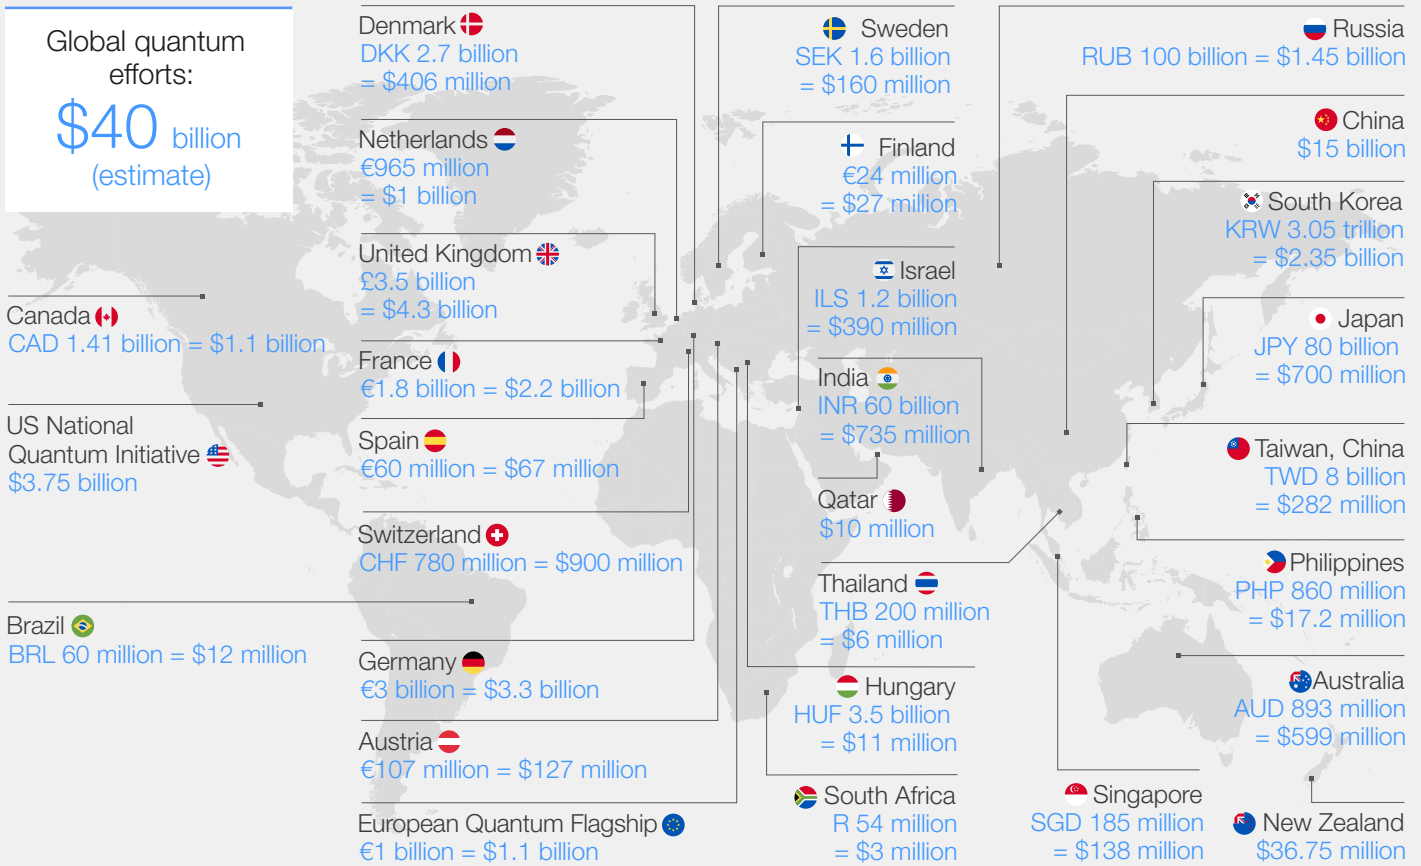 Global quantum
efforts:
$40 billion
(estimate)
Canada
CAD 1.41 billion = $1.1 billion
US National
Quantum Initiative
$3.75 billion
Brazil
BRL 60 million = $12 million
Denmark
DKK 2.7 billion
= $406 million
Netherlands
€965 million
= $1 billion
United Kingdom
£3.5 billion
= $4.3 billion
France
€1.8 billion = $2.2 billion
Spain
€60 million = $67 million
Switzerland
CHF 780 million = $900 million
Germany
€3 billion = $3.3 billion
Austria
€107 million = $127 million
European Quantum Flagship
€1 billion = $1.1 billion
Sweden
SEK 1.6 billion
= $160 million
Finland
€24 million
= $27 million
Israel
ILS 1.2 billion
= $390 million
India
INR 60 billion
= $735 million
Qatar
$10 million
Thailand
THB 200 million
= $6 million
Hungary
HUF 3.5 billion
= $11 million
South Africa
R 54 million
= $3 million
Russia
RUB 100 billion = $1.45 billion
China
$15 billion
South Korea
KRW 3.05 trillion
= $2.35 billion
Japan
JPY 80 billion
= $700 million
Taiwan, China
TWD 8 billion
= $282 million
Philippines
PHP 860 million
= $17.2 million
Australia
AUD 893 million
= $599 million
Singapore
SGD 185 million
= $138 million
New Zealand
$36.75 million